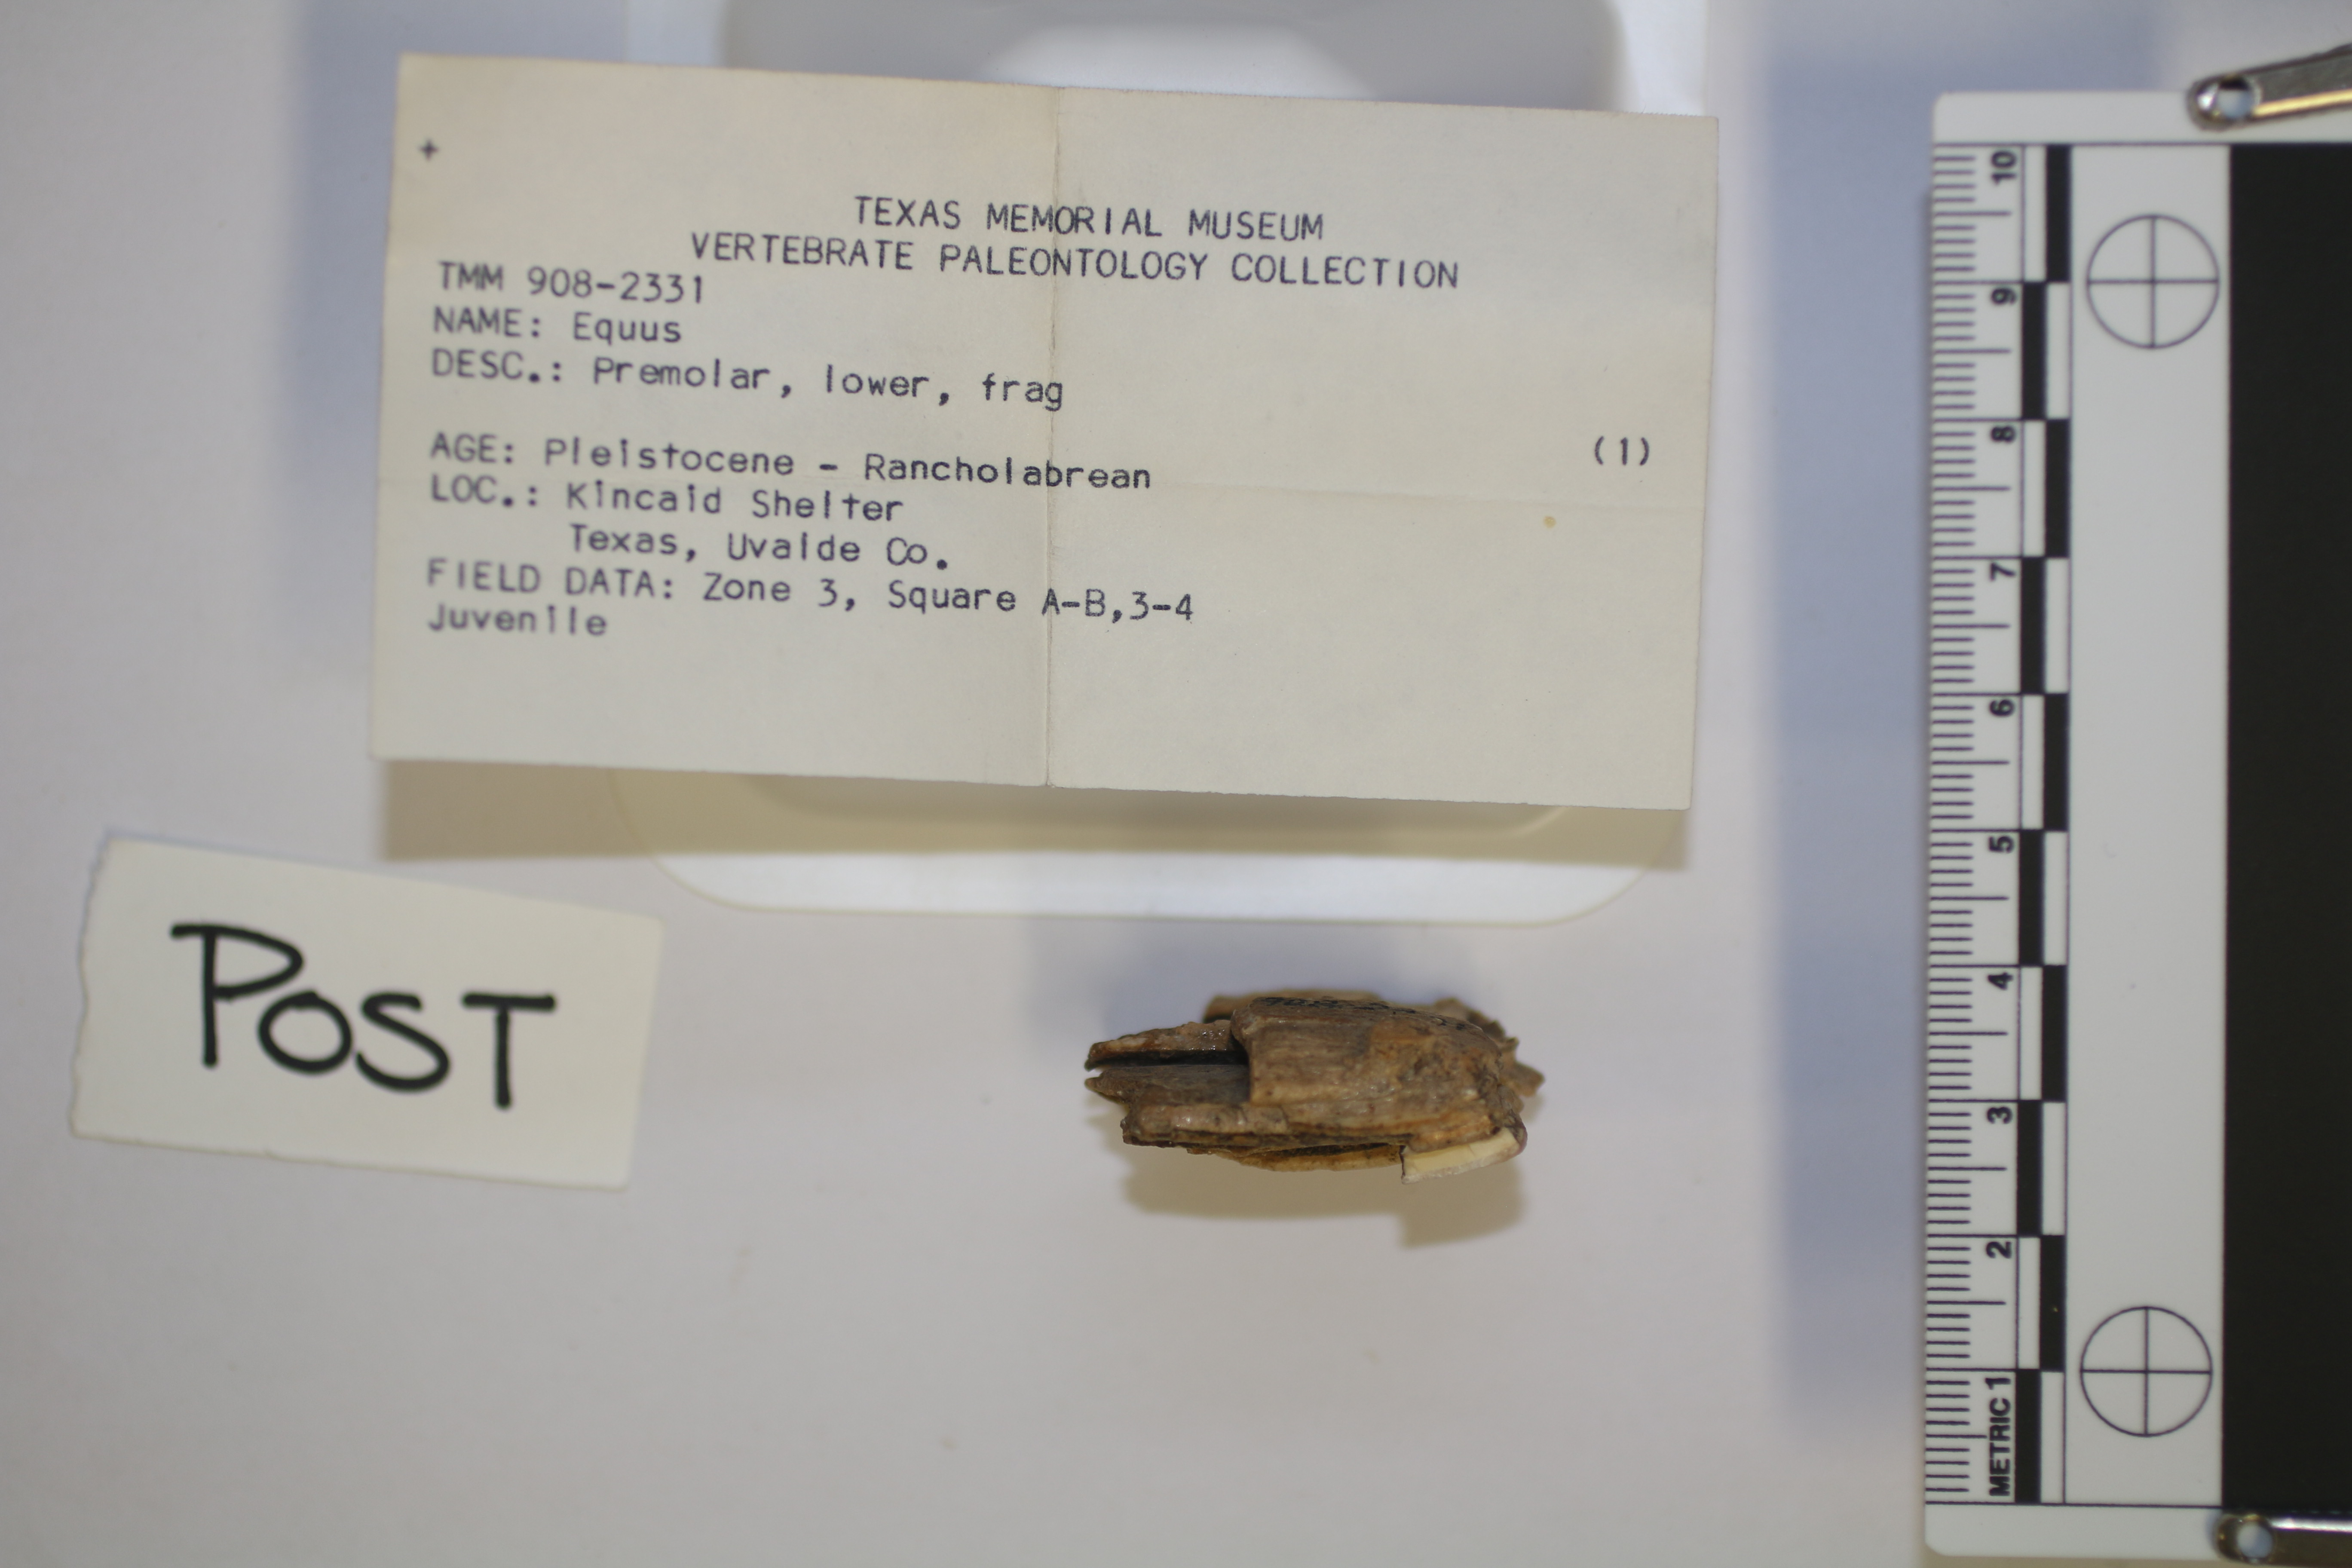 +
TEXAS MEMORIAL MUSEUM
VERTEBRATE PALEONTOLOGY COLLECTION
TMM 908-2331
NAME: Equus
DESC.: Premolar, lower, frag
(1)
AGE: Pleistocene - Rancholabrean
LOC.: Kincaid Shelter
Texas, Uvalde Co.
FIELD DATA: Zone 3, Square A-B,3-4
Juvenile
POST
10
9
8
7
6
5
4
3
2
METRIC 1